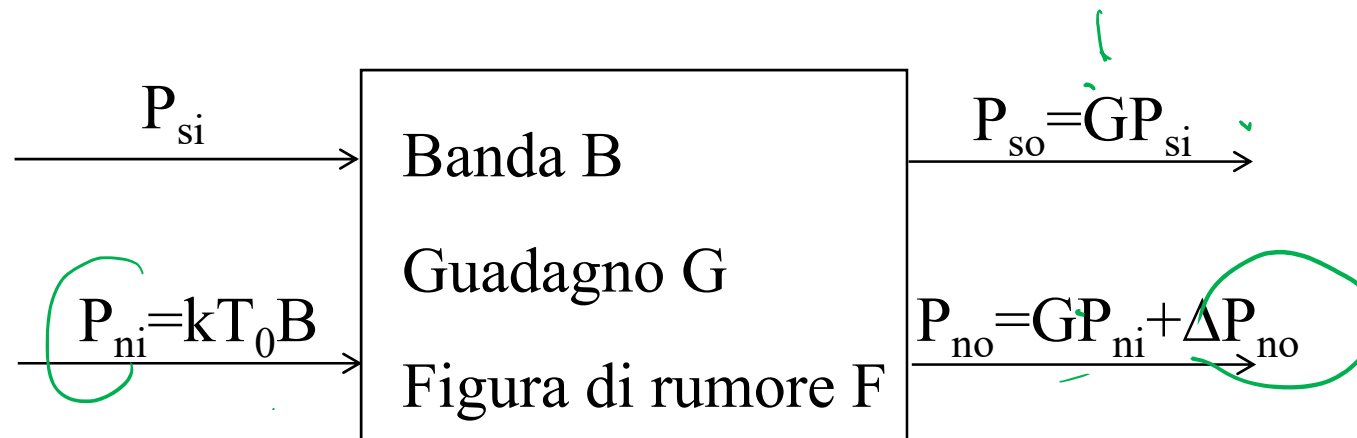 P_si
Banda B
P_so=GP_si
Guadagno G
P_ni=kT_0B
P_no=GP_ni+ΔP_no
Figura di rumore F